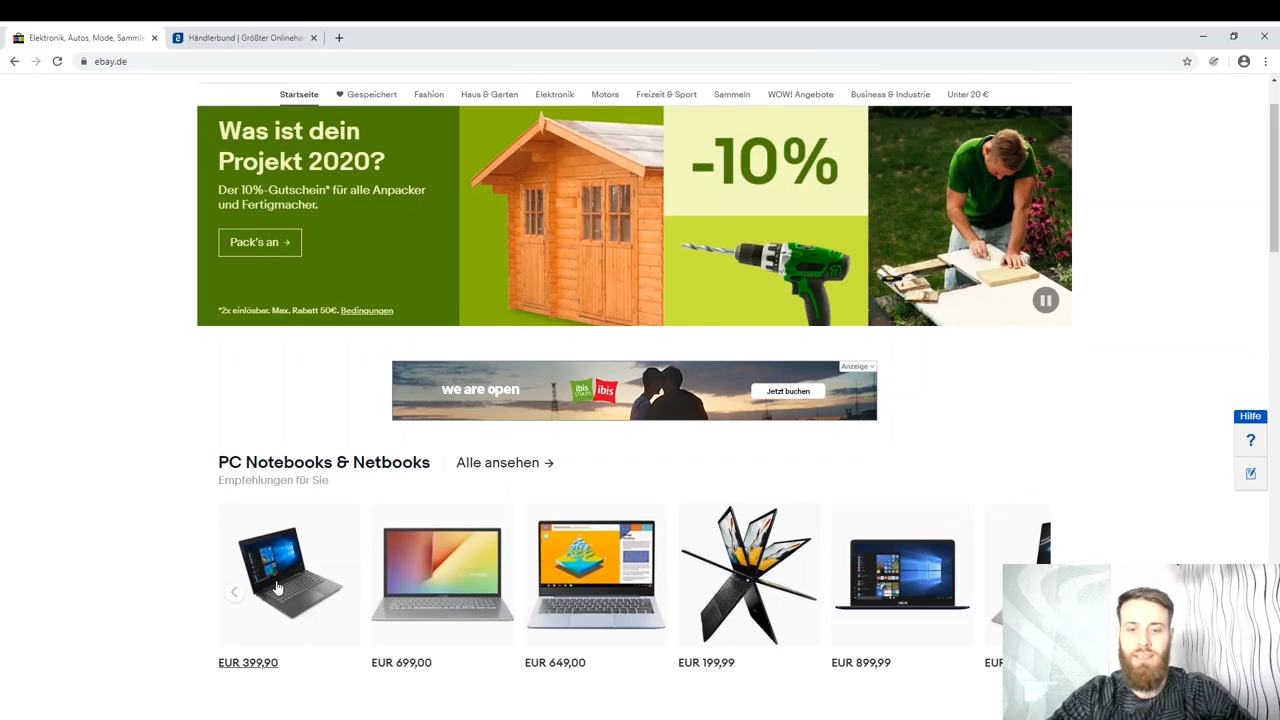 Elektronik, Autos, Mode, Sammle
Händlerbund | Größter Onlineha
ebay.de
Startseite
Gespeichert
Fashion
Haus & Garten
Elektronik
Motors
Freizeit & Sport
Sammeln
WOW! Angebote
Business & Industrie
Unter 20 €
Was ist dein
Projekt 2020?
Der 10%-Gutschein* für alle Anpacker
und Fertigmacher.
Pack's an →
*2x einlösbar. Max. Rabatt 50€. Bedingungen
-10%
Anzeige
we are open
ibis STYLES
ibis
Jetzt buchen
Hilfe
?
PC Notebooks & Netbooks
Alle ansehen →
Empfehlungen für Sie
EUR 399,90
EUR 699,00
EUR 649,00
EUR 199,99
EUR 899,99
EUR